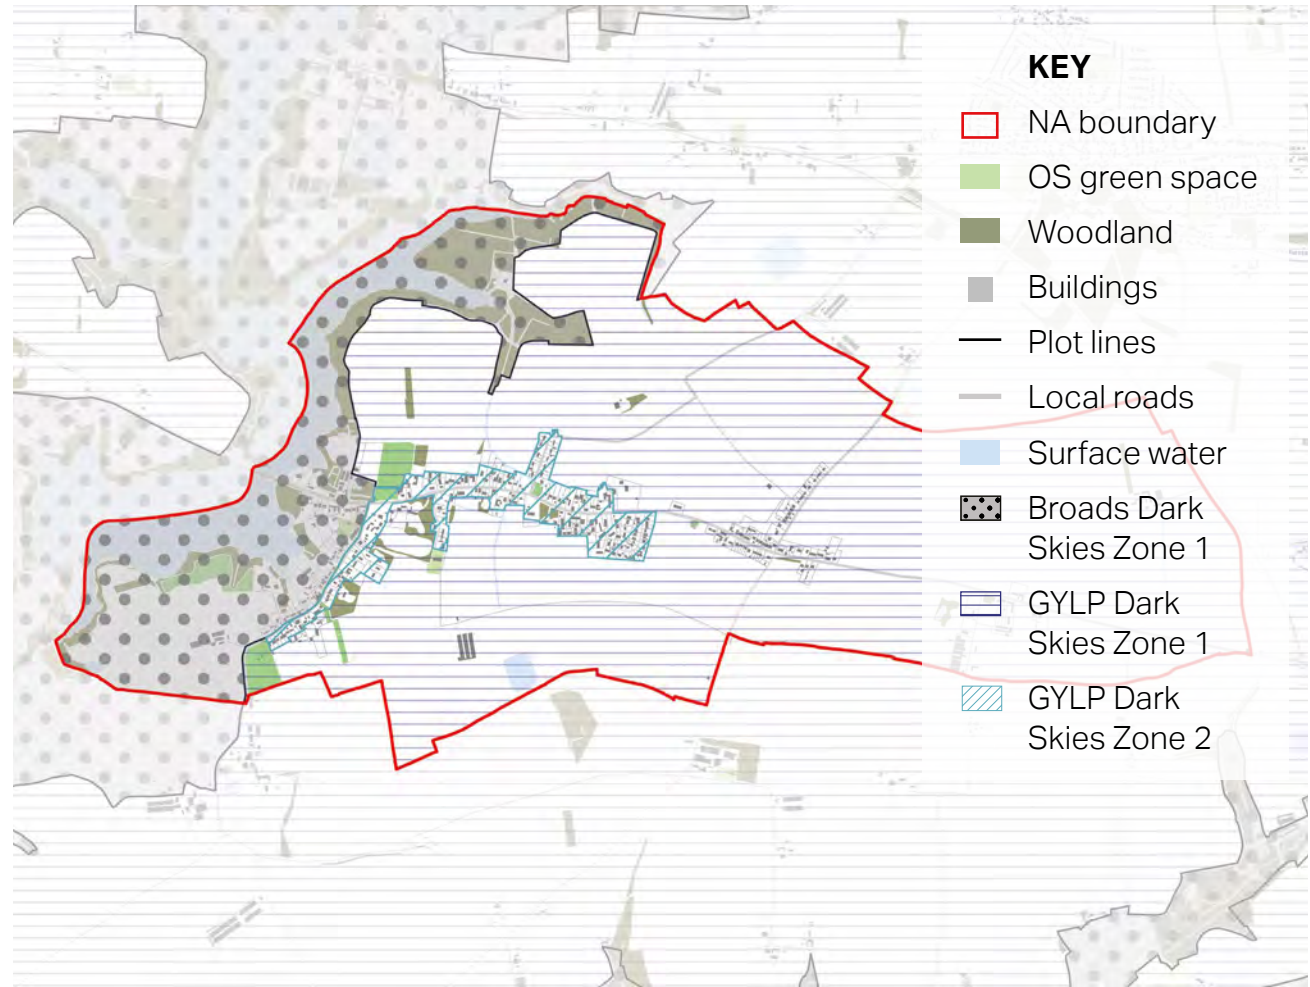 KEY
NA boundary
OS green space
Woodland
Buildings
Plot lines
Local roads
Surface water
Broads Dark
Skies Zone 1
GYLP Dark
Skies Zone 1
GYLP Dark
Skies Zone 2